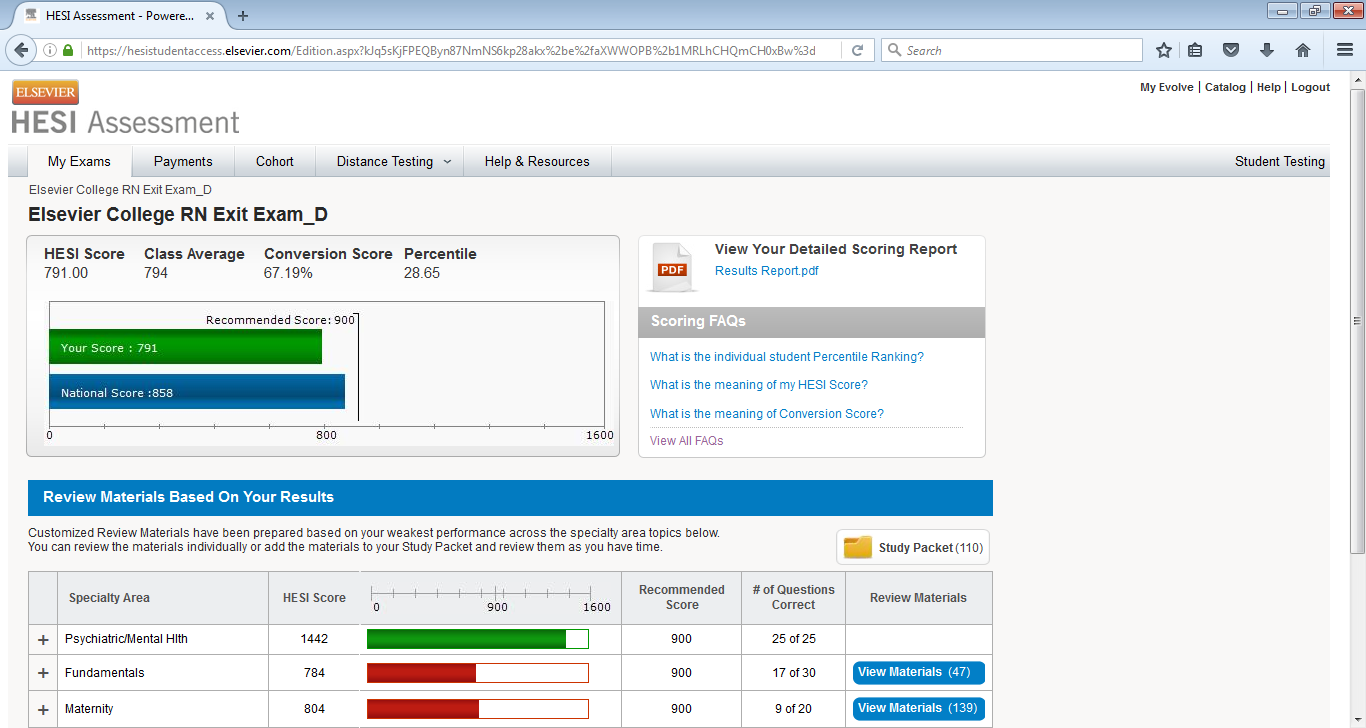 HESI Assessment - Powere...
https://hesistudentaccess.elsevier.com/Edition.aspx?kJq5sKjFPEQByn87NmNS6kp28akx%2be%2faXWWOPB%2b1MRLhCHQmCH0xBw%3d
Search
ELSEVIER
HESI Assessment
My Evolve | Catalog | Help | Logout
My Exams Payments Cohort Distance Testing Help & Resources Student Testing
Elsevier College RN Exit Exam_D
Elsevier College RN Exit Exam_D
HESI Score Class Average Conversion Score Percentile
791.00 794 67.19% 28.65
Recommended Score: 900
Your Score : 791
National Score :858
0 800 1600
PDF
View Your Detailed Scoring Report
Results Report.pdf
Scoring FAQs
What is the individual student Percentile Ranking?
What is the meaning of my HESI Score?
What is the meaning of Conversion Score?
View All FAQs
Review Materials Based On Your Results
Customized Review Materials have been prepared based on your weakest performance across the specialty area topics below.
You can review the materials individually or add the materials to your Study Packet and review them as you have time.
Study Packet (110)
Specialty Area HESI Score 0 900 1600 Recommended Score # of Questions Correct Review Materials
+ Psychiatric/Mental Hlth 1442 900 25 of 25
+ Fundamentals 784 900 17 of 30 View Materials (47)
+ Maternity 804 900 9 of 20 View Materials (139)